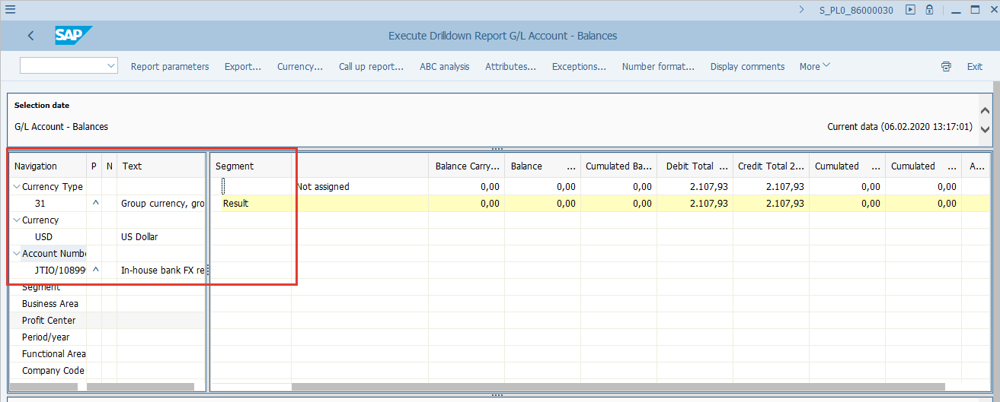 S_PL0_86000030
SAP
Execute Drilldown Report G/L Account - Balances
Report parameters Export... Currency... Call up report... ABC analysis Attributes... Exceptions... Number format... Display comments More Exit
Selection date
G/L Account - Balances Current data (06.02.2020 13:17:01)
Navigation P N Text Segment Balance Carry... Balance ... Cumulated Ba... Debit Total ... Credit Total 2... Cumulated ... Cumulated ... A...
Currency Type Not assigned 0,00 0,00 0,00 2.107,93 2.107,93 0,00 0,00
31 Group currency, gro Result 0,00 0,00 0,00 2.107,93 2.107,93 0,00 0,00
Currency
USD US Dollar
Account Numbe
JTIO/108999 In-house bank FX re
Segment
Business Area
Profit Center
Period/year
Functional Area
Company Code